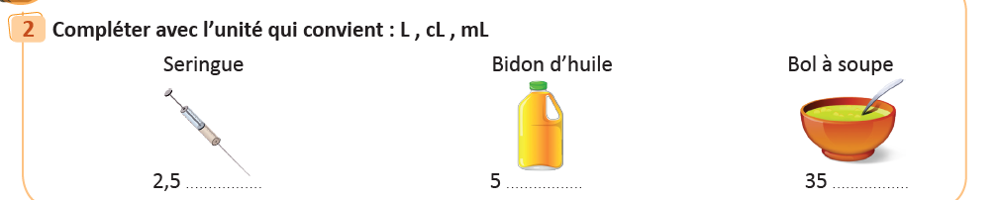 2 Compléter avec l'unité qui convient : L , cL , mL
Seringue Bidon d'huile Bol à soupe
2,5 ................. 5 ................. 35 .................